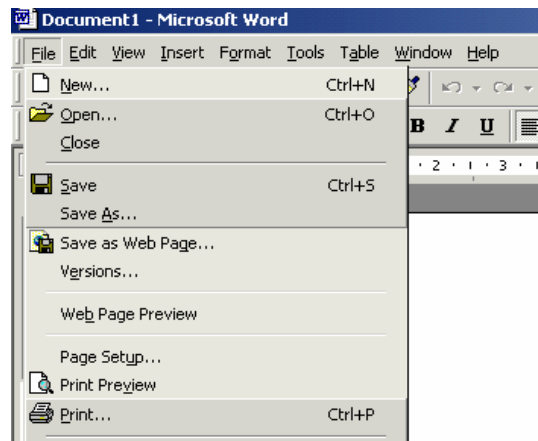 Document1 - Microsoft Word
File Edit View Insert Format Tools Table Window Help
New... Ctrl+N
Open... Ctrl+O
B I U
Close
· 2 · ı · 3 · ı
Save Ctrl+S
Save As...
Save as Web Page...
Versions...
Web Page Preview
Page Setup...
Print Preview
Print... Ctrl+P